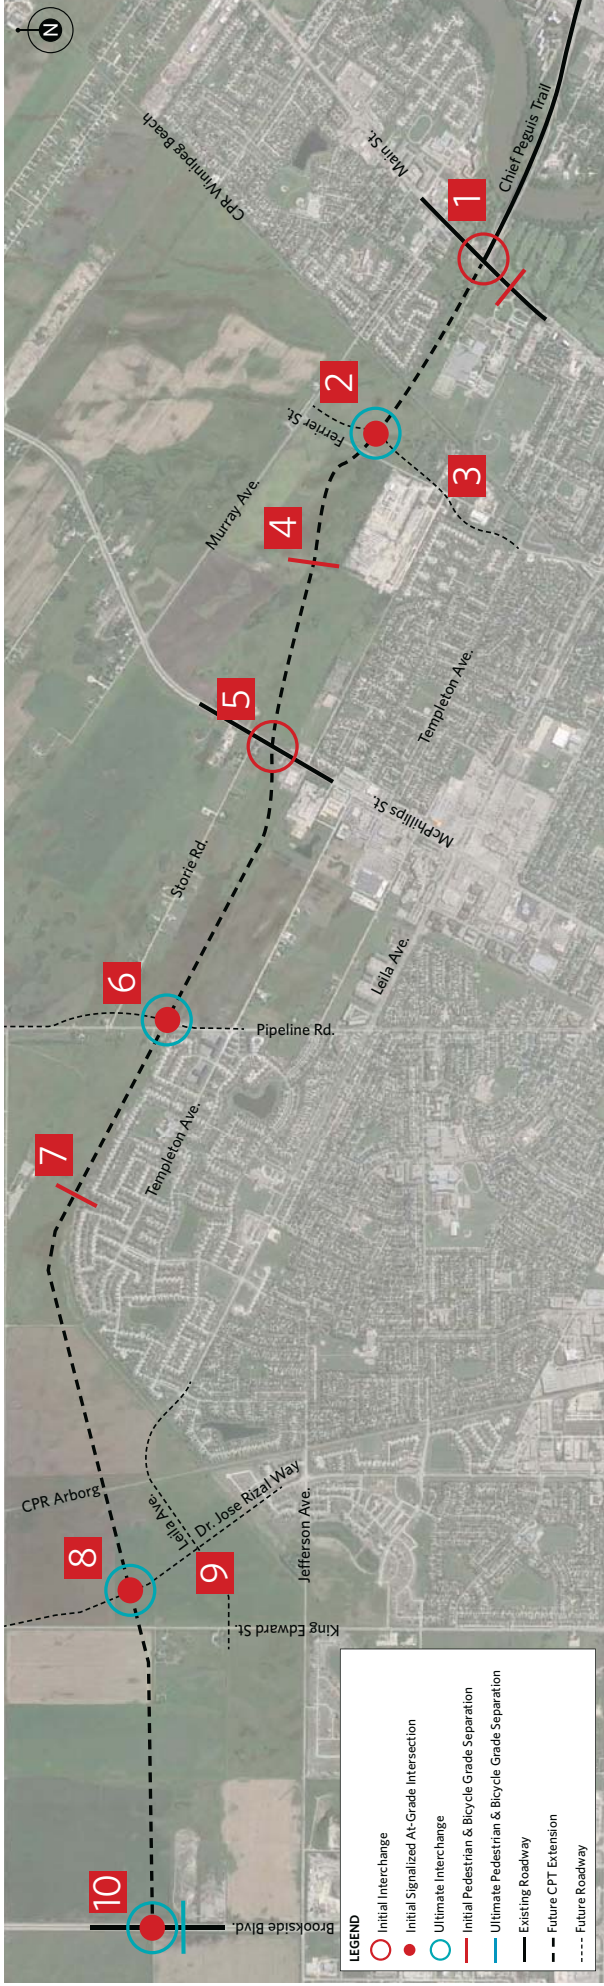 N
CPR Winnipeg Beach
Main St.
Chief Peguis Trail
1
2
Ferrier St.
3
Murray Ave.
4
5
Templeton Ave.
McPhillips St.
Storie Rd.
Leila Ave.
6
Pipeline Rd.
7
Templeton Ave.
CPR Arborg
Leila Ave.
Dr. Jose Rizal Way
8
9
Jefferson Ave.
King Edward St.
10
Brookside Blvd.
LEGEND
Initial Interchange
Initial Signalized At-Grade Intersection
Ultimate Interchange
Initial Pedestrian & Bicycle Grade Separation
Ultimate Pedestrian & Bicycle Grade Separation
Existing Roadway
Future CPT Extension
Future Roadway